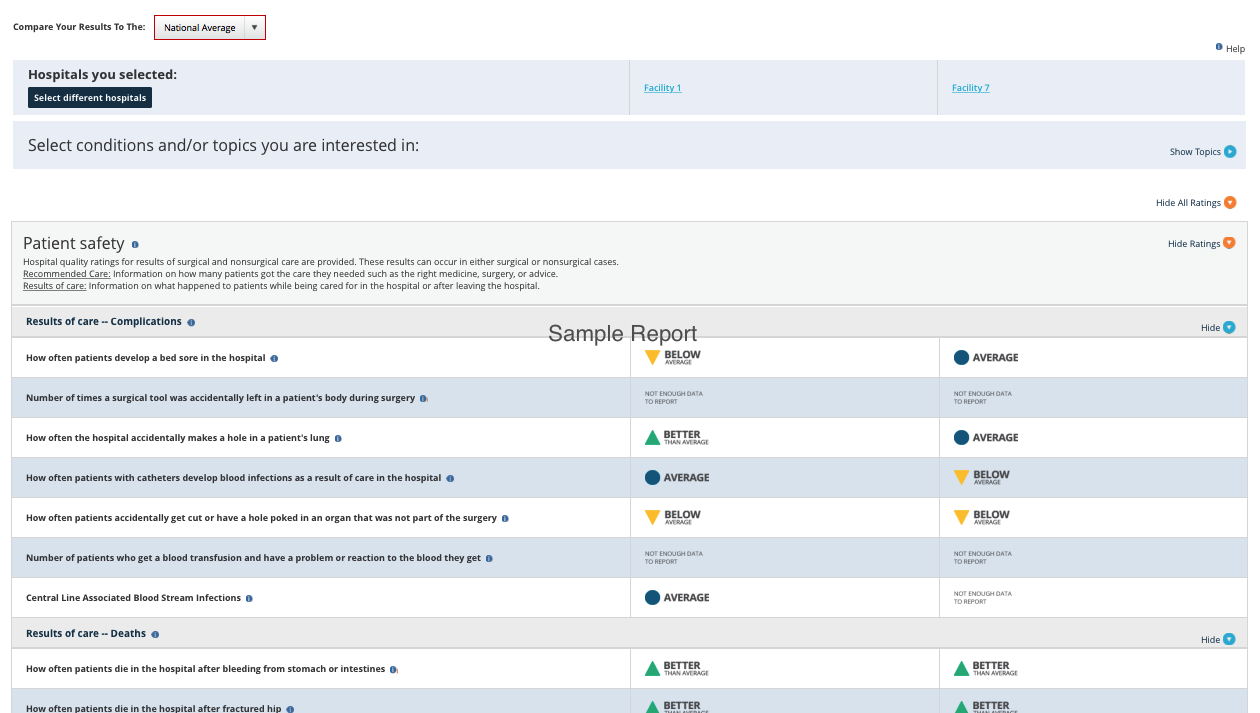 Compare Your Results To The: National Average
Help
Hospitals you selected:
Select different hospitals
Facility 1
Facility 7
Select conditions and/or topics you are interested in:
Show Topics
Hide All Ratings
Patient safety
Hide Ratings
Hospital quality ratings for results of surgical and nonsurgical care are provided. These results can occur in either surgical or nonsurgical cases.
Recommended Care: Information on how many patients got the care they needed such as the right medicine, surgery, or advice.
Results of care: Information on what happened to patients while being cared for in the hospital or after leaving the hospital.
Results of care -- Complications
Sample Report
Hide
How often patients develop a bed sore in the hospital
BELOW
AVERAGE
AVERAGE
Number of times a surgical tool was accidentally left in a patient's body during surgery
NOT ENOUGH DATA
TO REPORT
NOT ENOUGH DATA
TO REPORT
How often the hospital accidentally makes a hole in a patient's lung
BETTER
THAN AVERAGE
AVERAGE
How often patients with catheters develop blood infections as a result of care in the hospital
AVERAGE
BELOW
AVERAGE
How often patients accidentally get cut or have a hole poked in an organ that was not part of the surgery
BELOW
AVERAGE
BELOW
AVERAGE
Number of patients who get a blood transfusion and have a problem or reaction to the blood they get
NOT ENOUGH DATA
TO REPORT
NOT ENOUGH DATA
TO REPORT
Central Line Associated Blood Stream Infections
AVERAGE
NOT ENOUGH DATA
TO REPORT
Results of care -- Deaths
Hide
How often patients die in the hospital after bleeding from stomach or intestines
BETTER
THAN AVERAGE
BETTER
THAN AVERAGE
How often patients die in the hospital after fractured hip
BETTER
THAN AVERAGE
BETTER
THAN AVERAGE